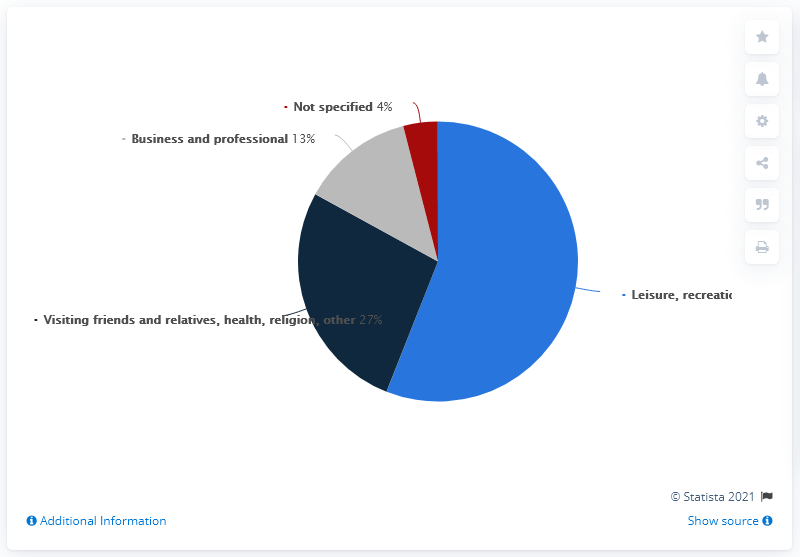 Not specified 4%
Business and professional 13%
Leisure,
Visiting friends and relatives, health, religion, other 27%
© Statista 2021
Additional Information
Show source